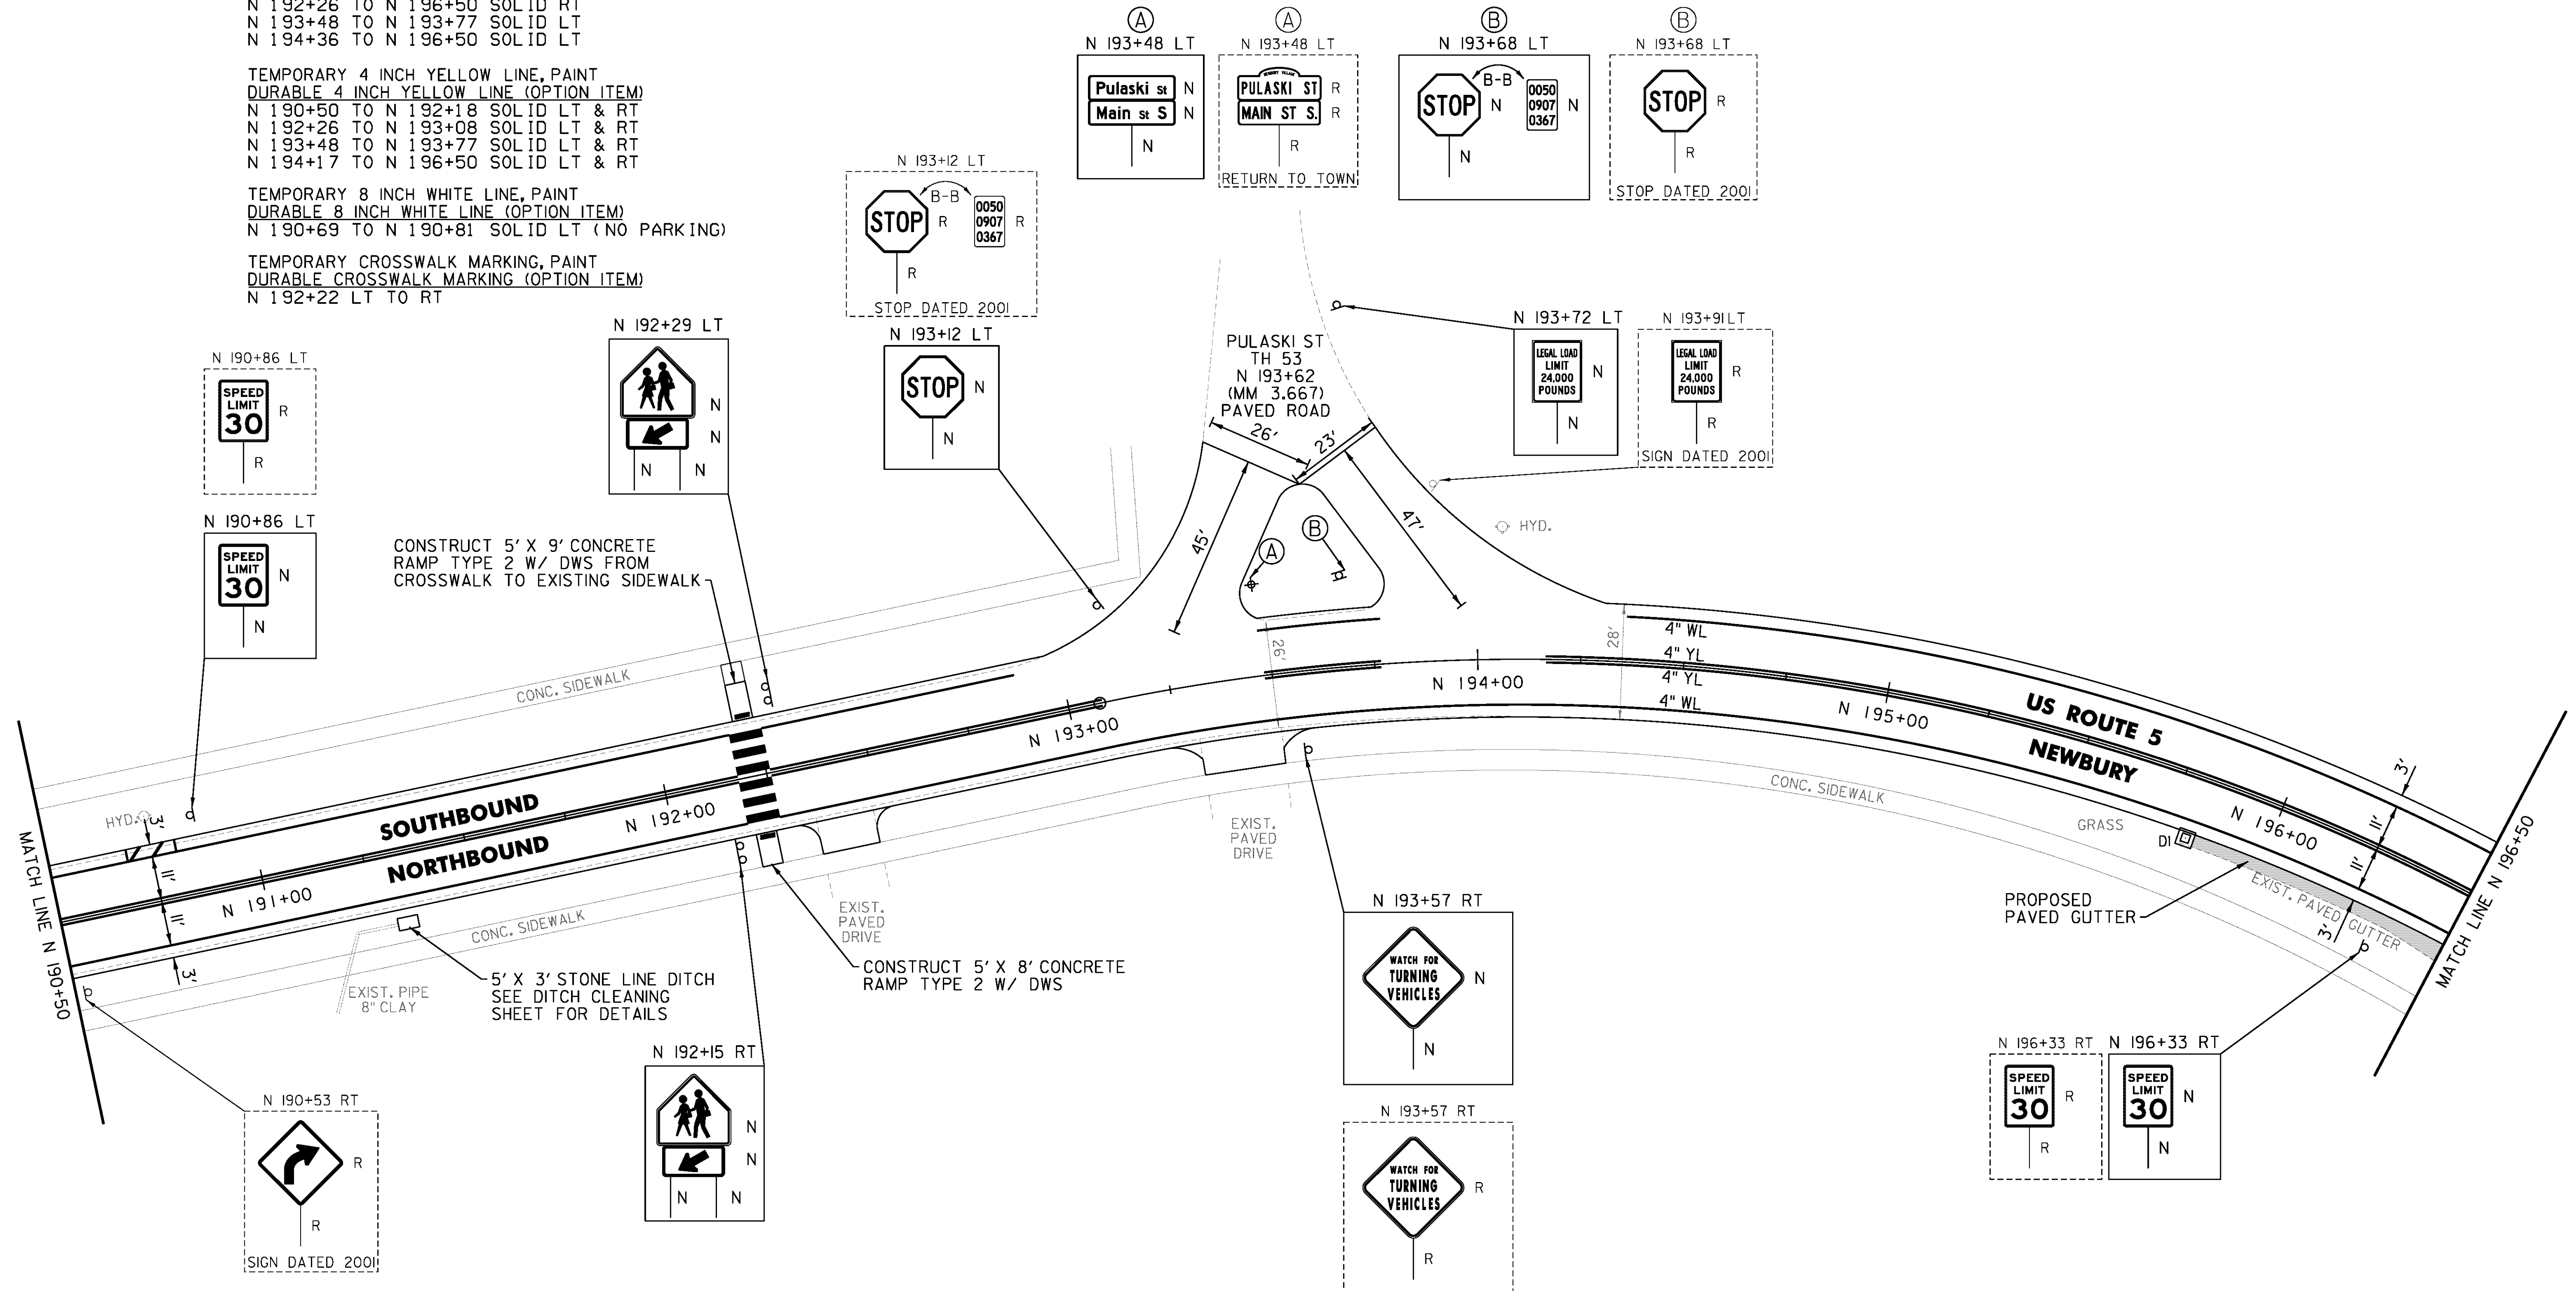 N 192+26 TO N 196+50 SOLID RT
N 193+48 TO N 193+77 SOLID LT
N 194+36 TO N 196+50 SOLID LT
TEMPORARY 4 INCH YELLOW LINE, PAINT
DURABLE 4 INCH YELLOW LINE (OPTION ITEM)
N 190+50 TO N 192+18 SOLID LT & RT
N 192+26 TO N 193+08 SOLID LT & RT
N 193+48 TO N 193+77 SOLID LT & RT
N 194+17 TO N 196+50 SOLID LT & RT
TEMPORARY 8 INCH WHITE LINE, PAINT
DURABLE 8 INCH WHITE LINE (OPTION ITEM)
N 190+69 TO N 190+81 SOLID LT (NO PARKING)
TEMPORARY CROSSWALK MARKING, PAINT
DURABLE CROSSWALK MARKING (OPTION ITEM)
N 192+22 LT TO RT
A
N 193+48 LT
Pulaski St N
Main St S N
N
A
N 193+48 LT
NEWBURY VILLAGE
PULASKI ST R
MAIN ST S. R
R
RETURN TO TOWN
B
N 193+68 LT
STOP N
B-B
0050
0907
0367
N
N
B
N 193+68 LT
STOP R
R
STOP DATED 2001
N 193+12 LT
STOP R
B-B
0050
0907
0367
R
R
STOP DATED 2001
N 193+12 LT
STOP N
N
N 192+29 LT
N
N
N N
N 190+86 LT
SPEED
LIMIT
30
R
R
N 190+86 LT
SPEED
LIMIT
30
N
N
CONSTRUCT 5' X 9' CONCRETE
RAMP TYPE 2 W/ DWS FROM
CROSSWALK TO EXISTING SIDEWALK
PULASKI ST
TH 53
N 193+62
(MM 3.667)
PAVED ROAD
26'
23'
45'
47'
A
B
N 193+72 LT
LEGAL LOAD
LIMIT
24,000
POUNDS
N
N
N 193+91 LT
LEGAL LOAD
LIMIT
24,000
POUNDS
R
R
SIGN DATED 2001
HYD.
CONC. SIDEWALK
26'
28'
4" WL
4" YL
4" YL
4" WL
N 194+00
N 195+00
US ROUTE 5
NEWBURY
N 193+00
N 192+00
SOUTHBOUND
NORTHBOUND
N 191+00
HYD.
3'
11'
11'
3'
MATCH LINE N 190+50
CONC. SIDEWALK
EXIST. PIPE
8" CLAY
5' X 3' STONE LINE DITCH
SEE DITCH CLEANING
SHEET FOR DETAILS
EXIST.
PAVED
DRIVE
CONSTRUCT 5' X 8' CONCRETE
RAMP TYPE 2 W/ DWS
EXIST.
PAVED
DRIVE
CONC. SIDEWALK
GRASS
DI
N 196+00
3'
11'
11'
3'
PROPOSED
PAVED GUTTER
EXIST. PAVED GUTTER
MATCH LINE N 196+50
N 190+53 RT
R
R
SIGN DATED 2001
N 192+15 RT
N
N
N N
N 193+57 RT
WATCH FOR
TURNING
VEHICLES
N
N
N 193+57 RT
WATCH FOR
TURNING
VEHICLES
R
R
N 196+33 RT
SPEED
LIMIT
30
R
R
N 196+33 RT
SPEED
LIMIT
30
N
N